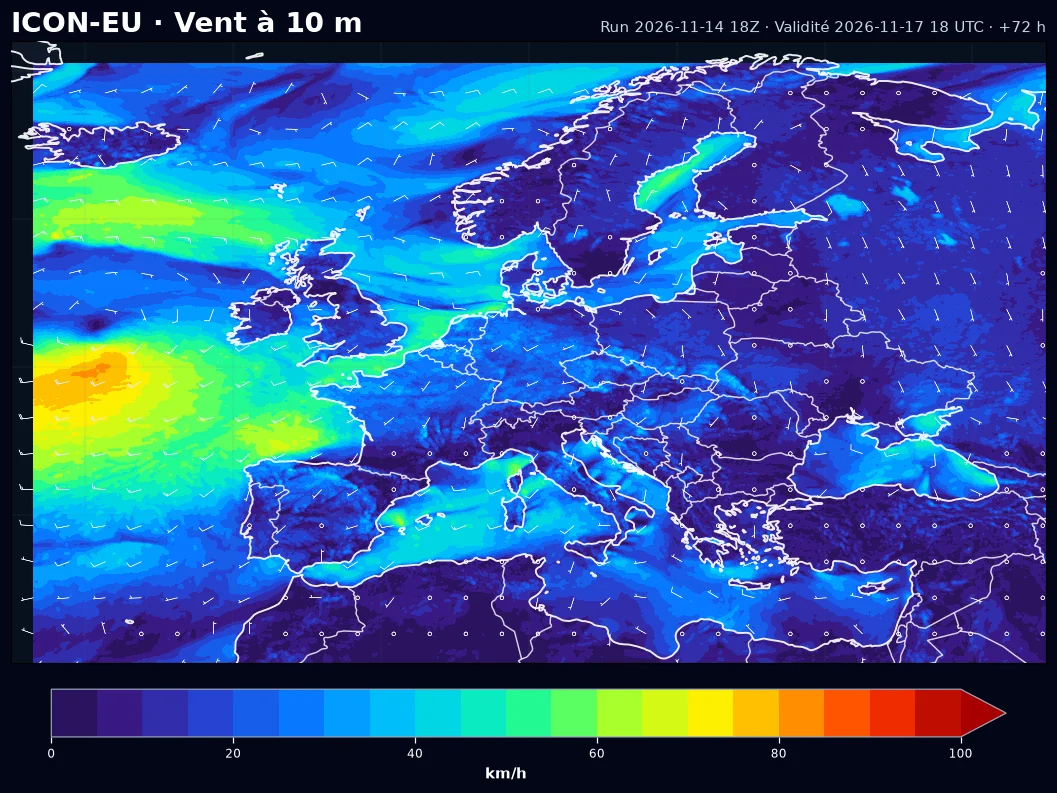 ICON-EU · Vent à 10 m
Run 2026-11-14 18Z · Validité 2026-11-17 18 UTC · +72 h
0 20 40 60 80 100
km/h